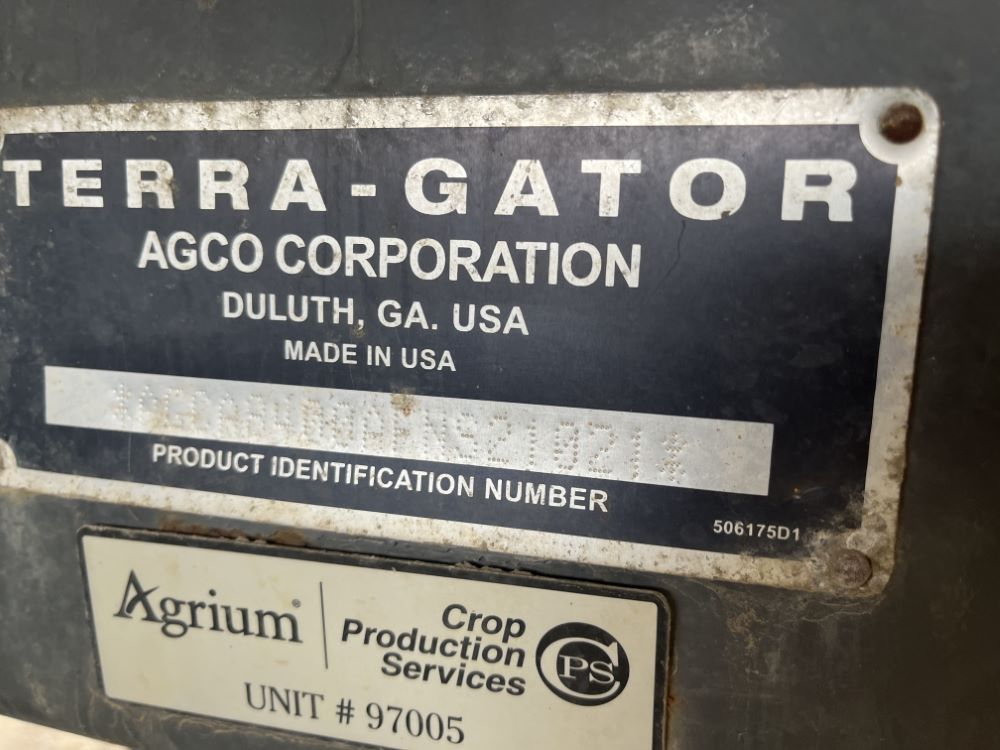 TERRA-GATOR
AGCO CORPORATION
DULUTH, GA. USA
MADE IN USA
PRODUCT IDENTIFICATION NUMBER
506175D1
Agrium®
Crop
Production
Services
CPS
UNIT # 97005